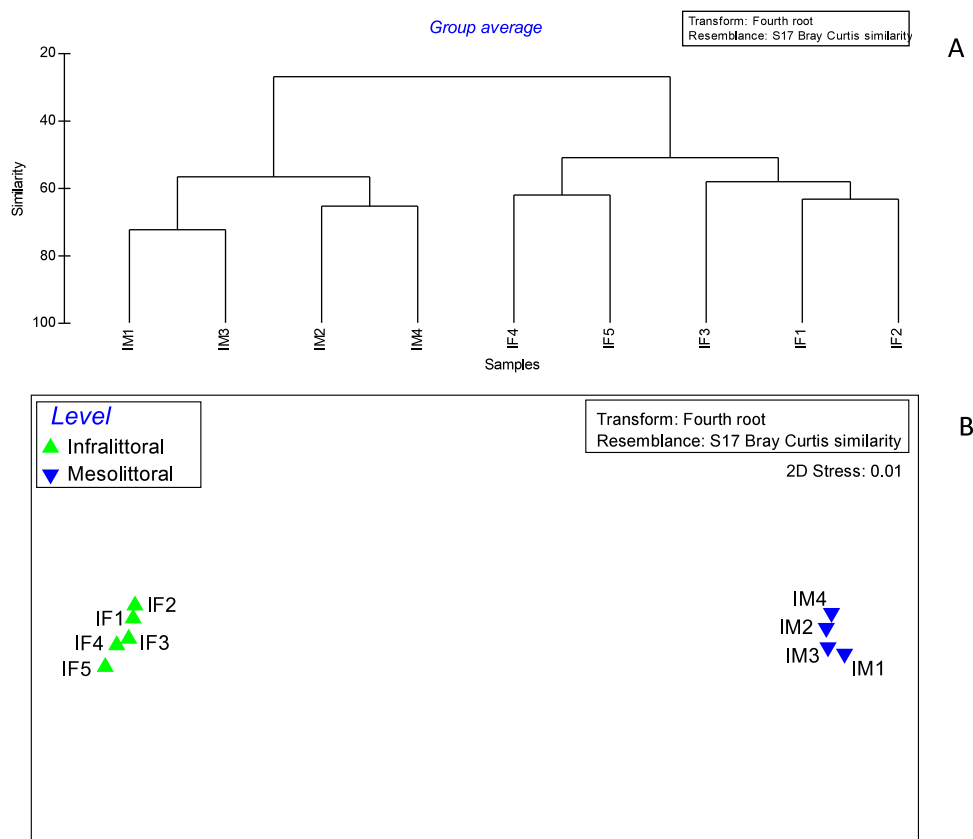 Group average
Transform: Fourth root
Resemblance: S17 Bray Curtis similarity
A
20
40
60
80
100
Similarity
IM1
IM3
IM2
IM4
IF4
IF5
IF3
IF1
IF2
Samples
Level
Infralittoral
Mesolittoral
Transform: Fourth root
Resemblance: S17 Bray Curtis similarity
B
2D Stress: 0.01
IF2
IF1
IF3
IF4
IF5
IM4
IM2
IM3
IM1